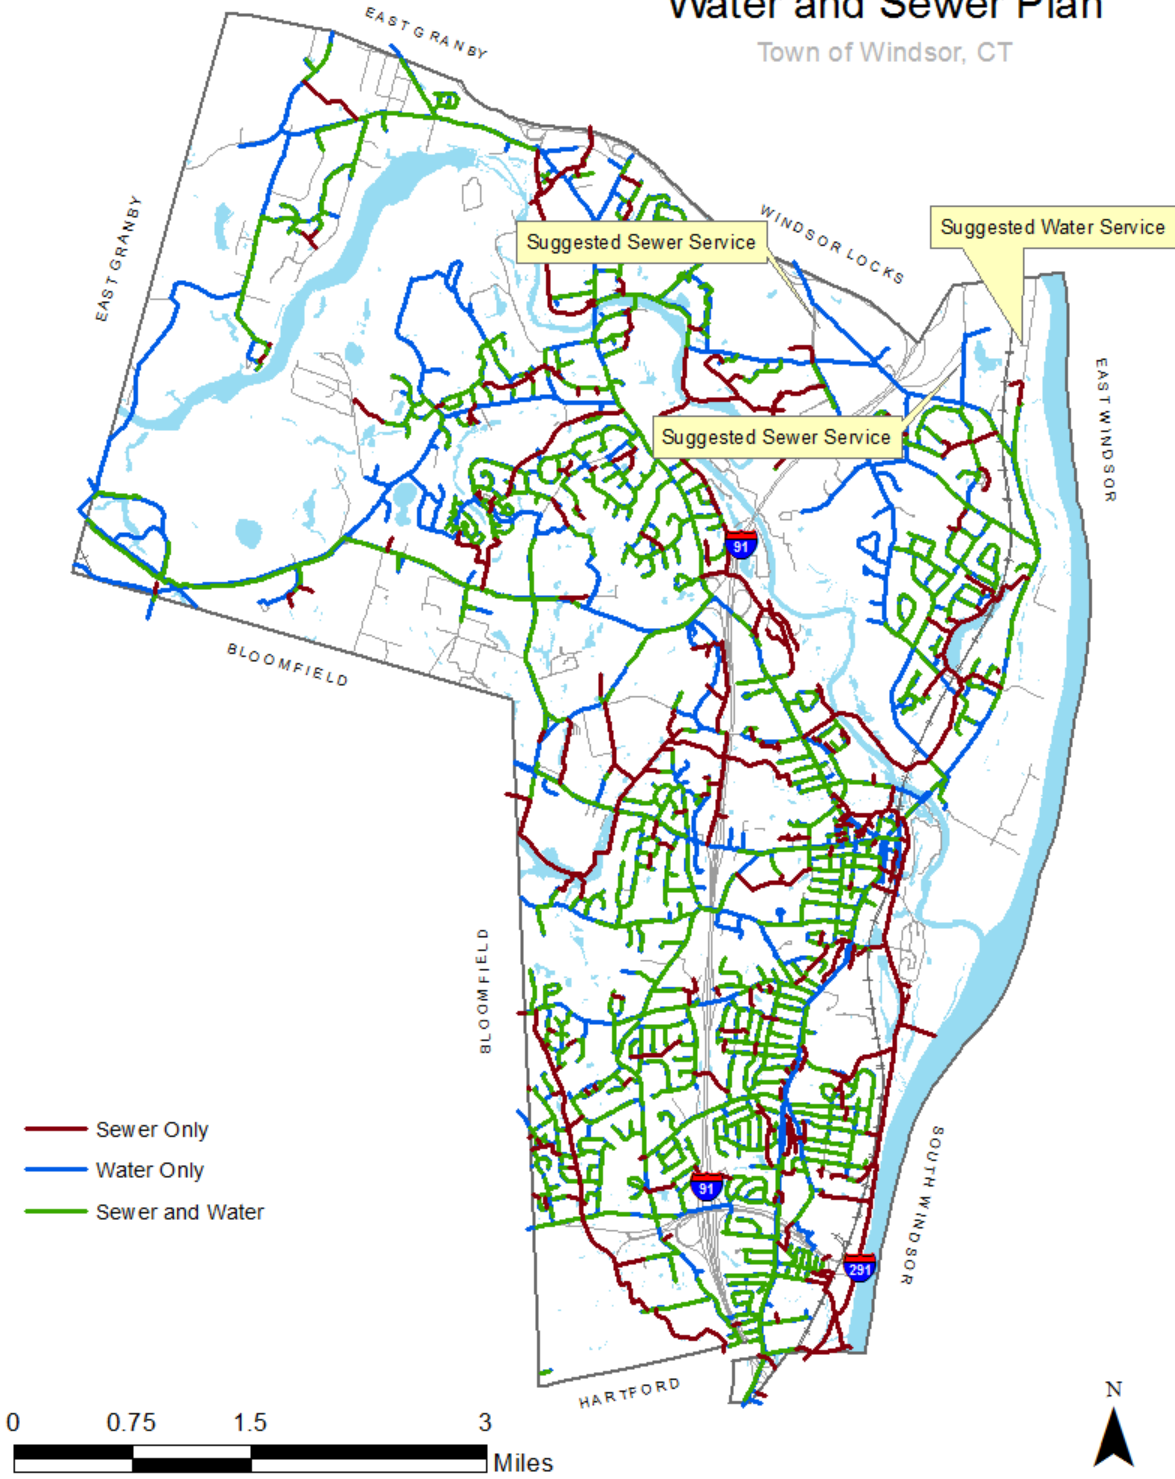 Water and Sewer Plan
Town of Windsor, CT
EAST GRANBY
EAST GRANBY
WINDSOR LOCKS
Suggested Sewer Service
Suggested Water Service
EAST WINDSOR
Suggested Sewer Service
91
BLOOMFIELD
BLOOMFIELD
SOUTH WINDSOR
Sewer Only
Water Only
Sewer and Water
91
291
HARTFORD
N
0 0.75 1.5 3
Miles